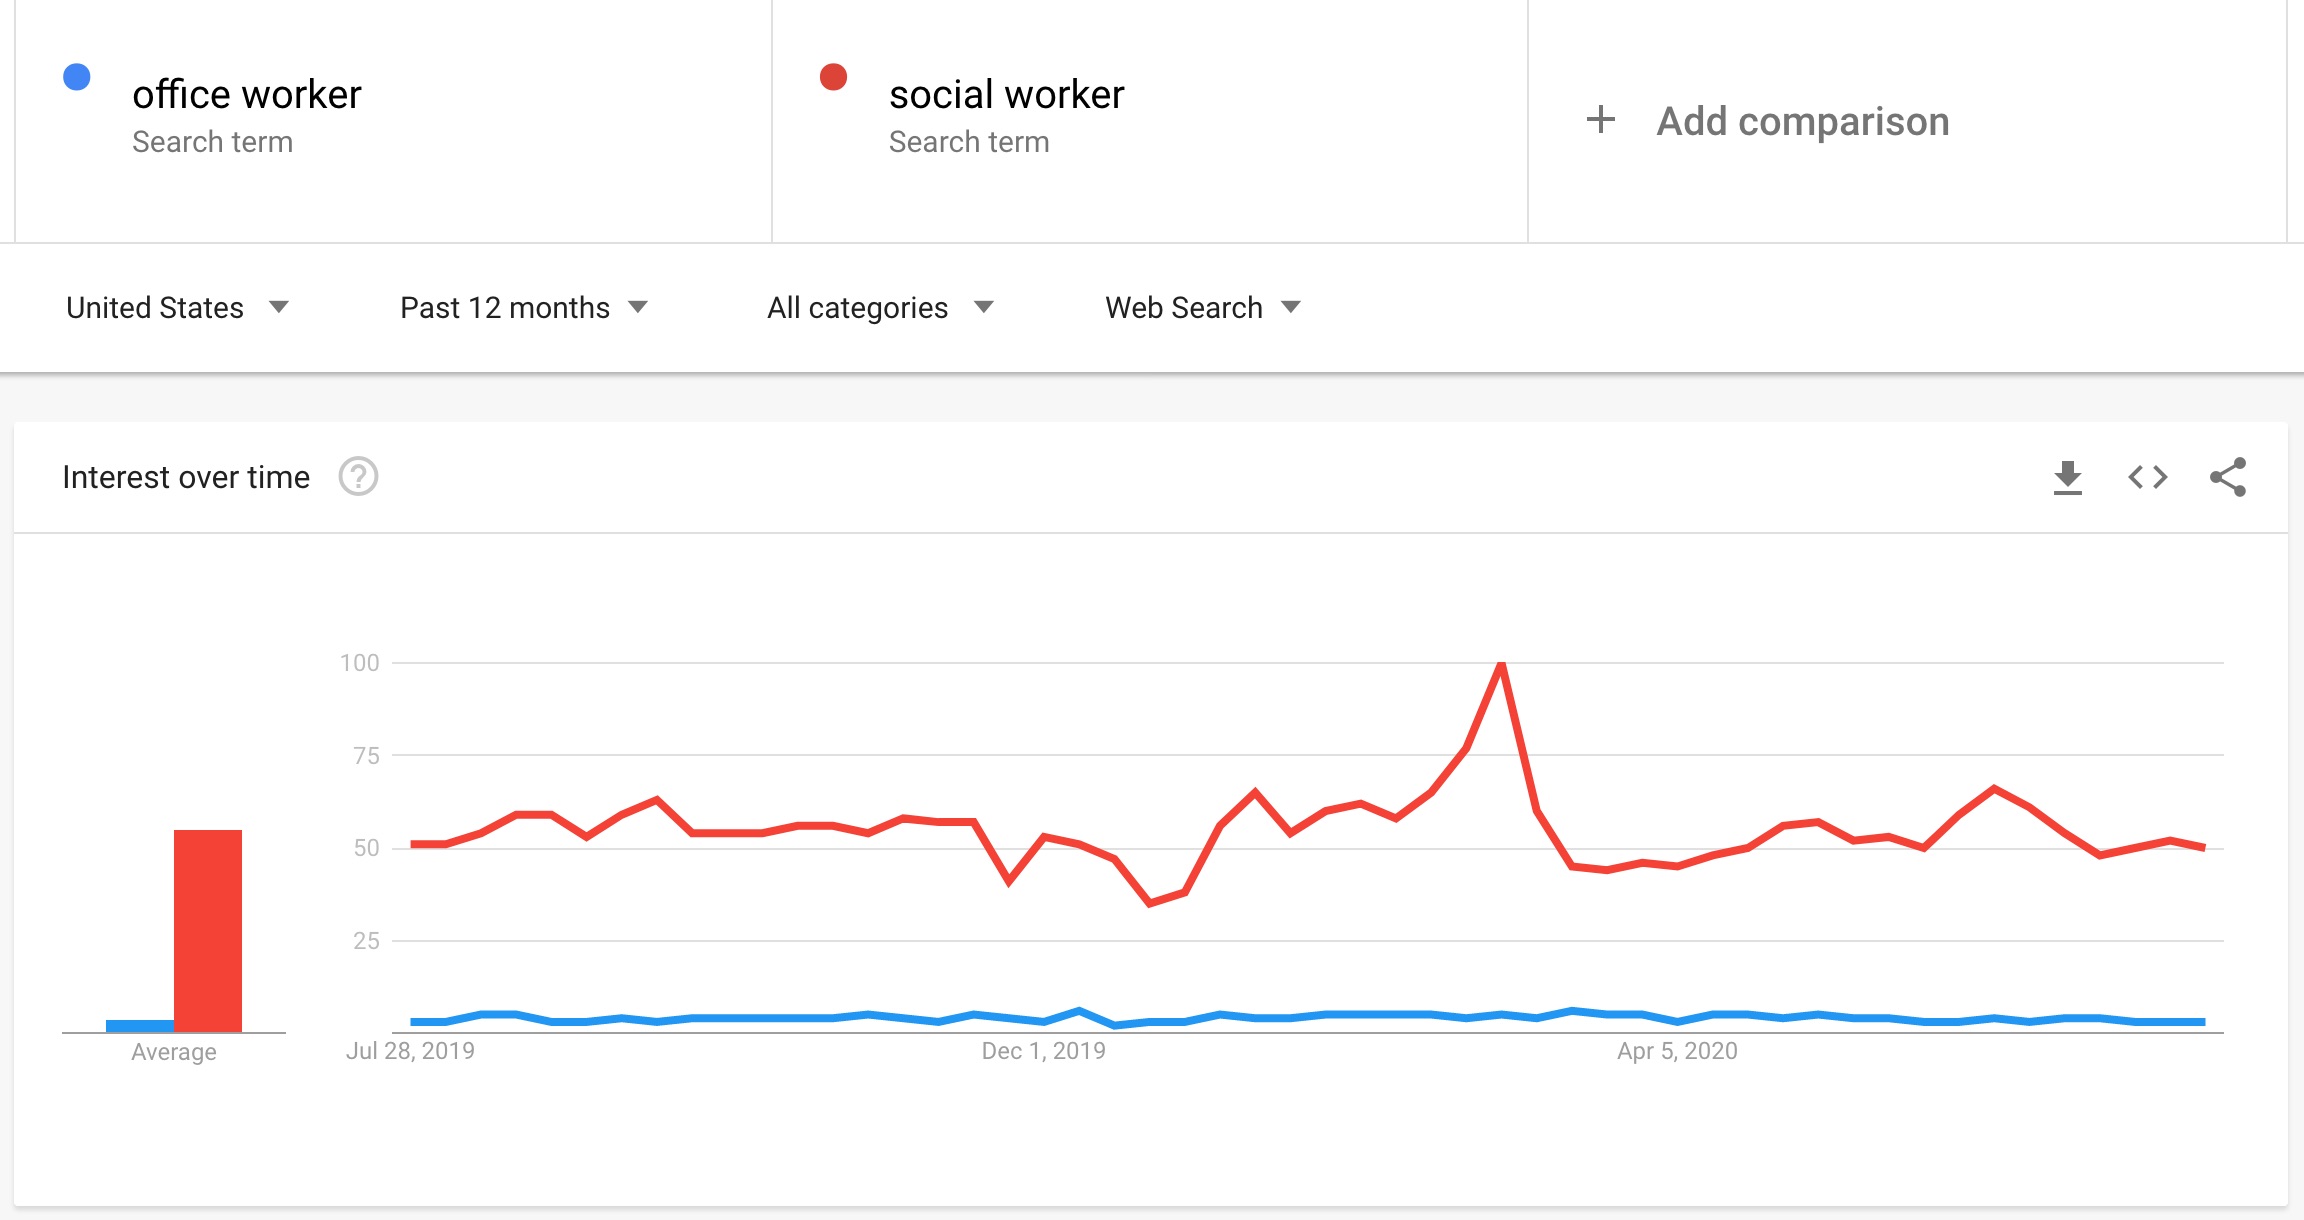 office worker
Search term
social worker
Search term
+ Add comparison
United States
Past 12 months
All categories
Web Search
Interest over time
?
100
75
50
25
Average
Jul 28, 2019
Dec 1, 2019
Apr 5, 2020